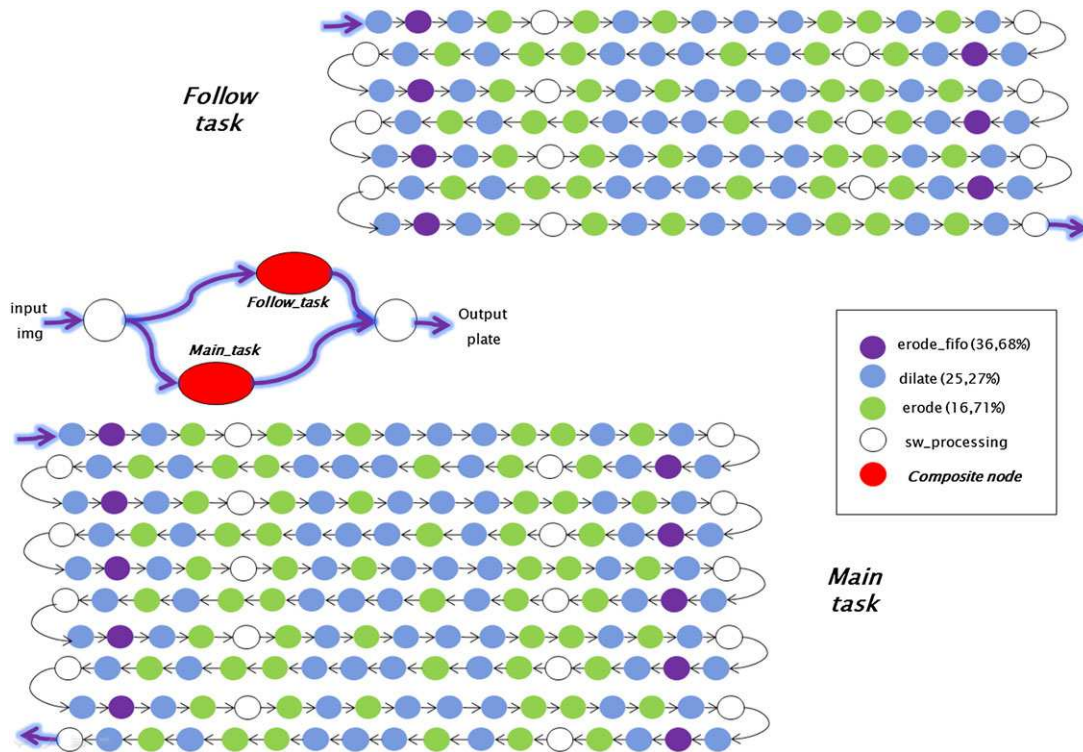 Follow
task
input
img
Follow_task
Main_task
Output
plate
erode_fifo (36,68%)
dilate (25,27%)
erode (16,71%)
sw_processing
Composite node
Main
task